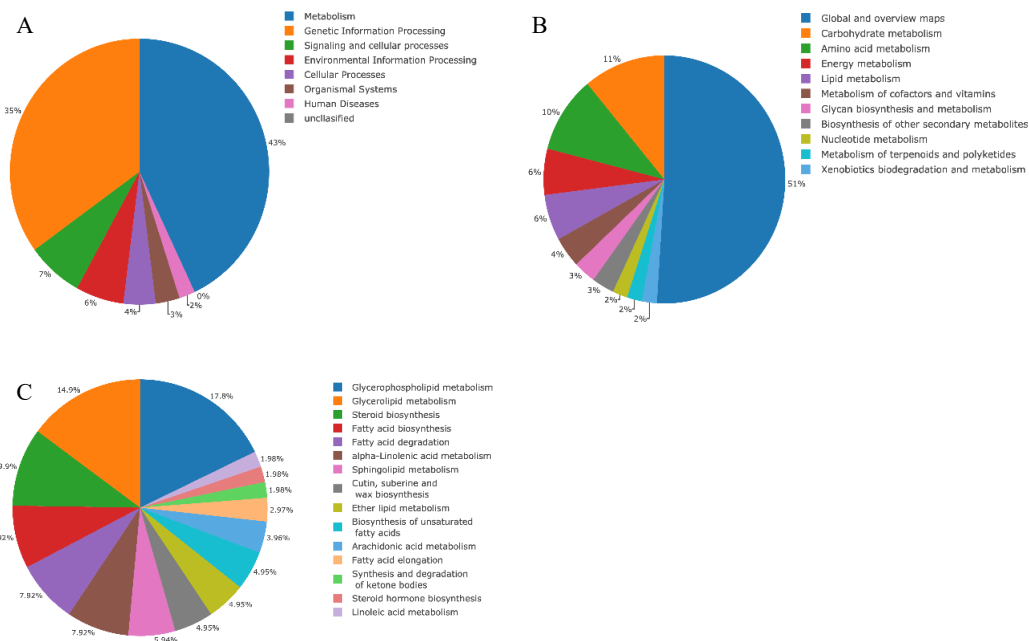 A
Metabolism
Genetic Information Processing
Signaling and cellular processes
Environmental Information Processing
Cellular Processes
Organismal Systems
Human Diseases
uncllasified
35%
43%
7%
6%
4%
3%
2%
0%
B
Global and overview maps
Carbohydrate metabolism
Amino acid metabolism
Energy metabolism
Lipid metabolism
Metabolism of cofactors and vitamins
Glycan biosynthesis and metabolism
Biosynthesis of other secondary metabolites
Nucleotide metabolism
Metabolism of terpenoids and polyketides
Xenobiotics biodegradation and metabolism
11%
10%
6%
6%
4%
3%
3%
2%
2%
2%
51%
C
Glycerophospholipid metabolism
Glycerolipid metabolism
Steroid biosynthesis
Fatty acid biosynthesis
Fatty acid degradation
alpha-Linolenic acid metabolism
Sphingolipid metabolism
Cutin, suberine and
wax biosynthesis
Ether lipid metabolism
Biosynthesis of unsaturated
fatty acids
Arachidonic acid metabolism
Fatty acid elongation
Synthesis and degradation
of ketone bodies
Steroid hormone biosynthesis
Linoleic acid metabolism
14.9%
17.8%
1.98%
1.98%
1.98%
2.97%
3.96%
4.95%
4.95%
4.95%
5.94%
7.92%
7.92%